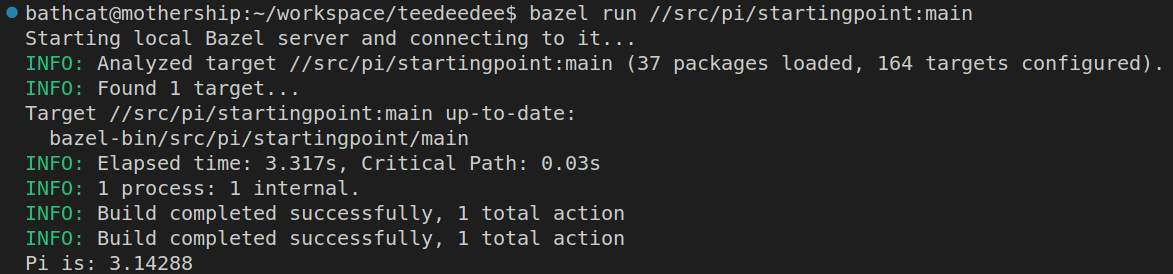 bathcat@mothership:~/workspace/teedeedee$ bazel run //src/pi/startingpoint:main
Starting local Bazel server and connecting to it...
INFO: Analyzed target //src/pi/startingpoint:main (37 packages loaded, 164 targets configured).
INFO: Found 1 target...
Target //src/pi/startingpoint:main up-to-date:
  bazel-bin/src/pi/startingpoint/main
INFO: Elapsed time: 3.317s, Critical Path: 0.03s
INFO: 1 process: 1 internal.
INFO: Build completed successfully, 1 total action
INFO: Build completed successfully, 1 total action
Pi is: 3.14288